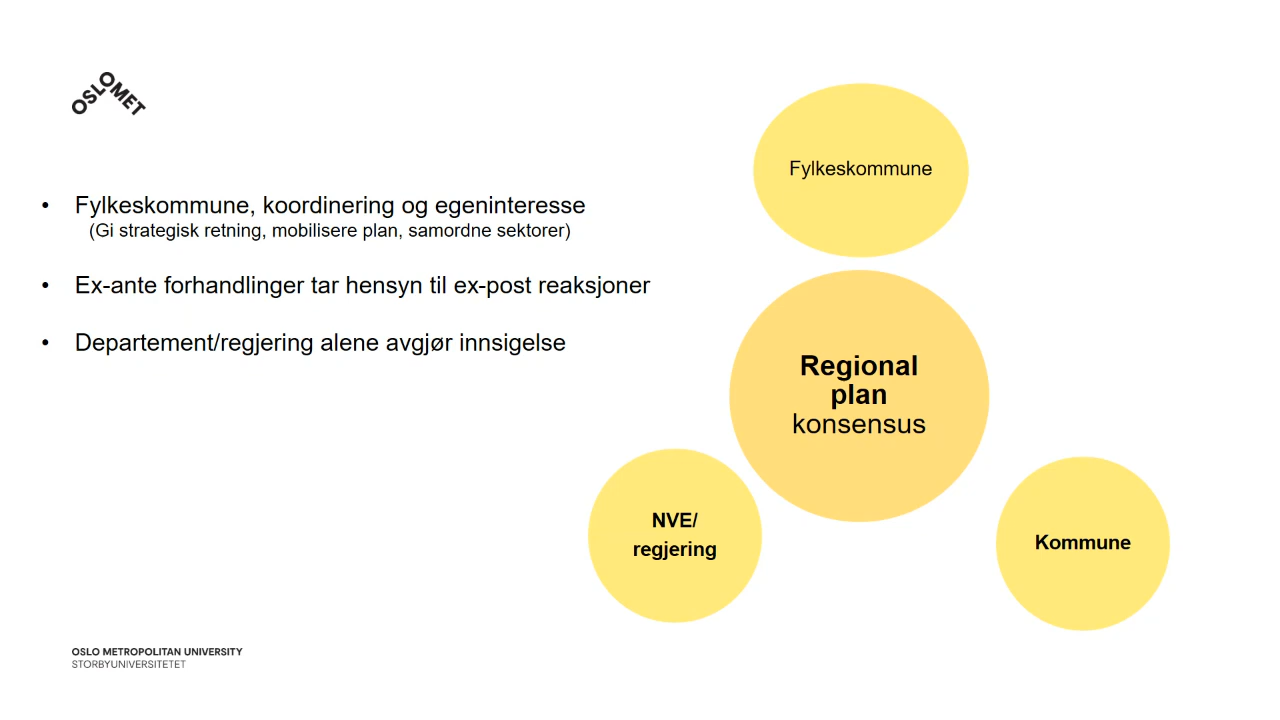 OSLOMET
• Fylkeskommune, koordinering og egeninteresse
(Gi strategisk retning, mobilisere plan, samordne sektorer)
• Ex-ante forhandlinger tar hensyn til ex-post reaksjoner
• Departement/regjering alene avgjør innsigelse
Fylkeskommune
Regional
plan
konsensus
NVE/
regjering
Kommune
OSLO METROPOLITAN UNIVERSITY
STORBYUNIVERSITETET